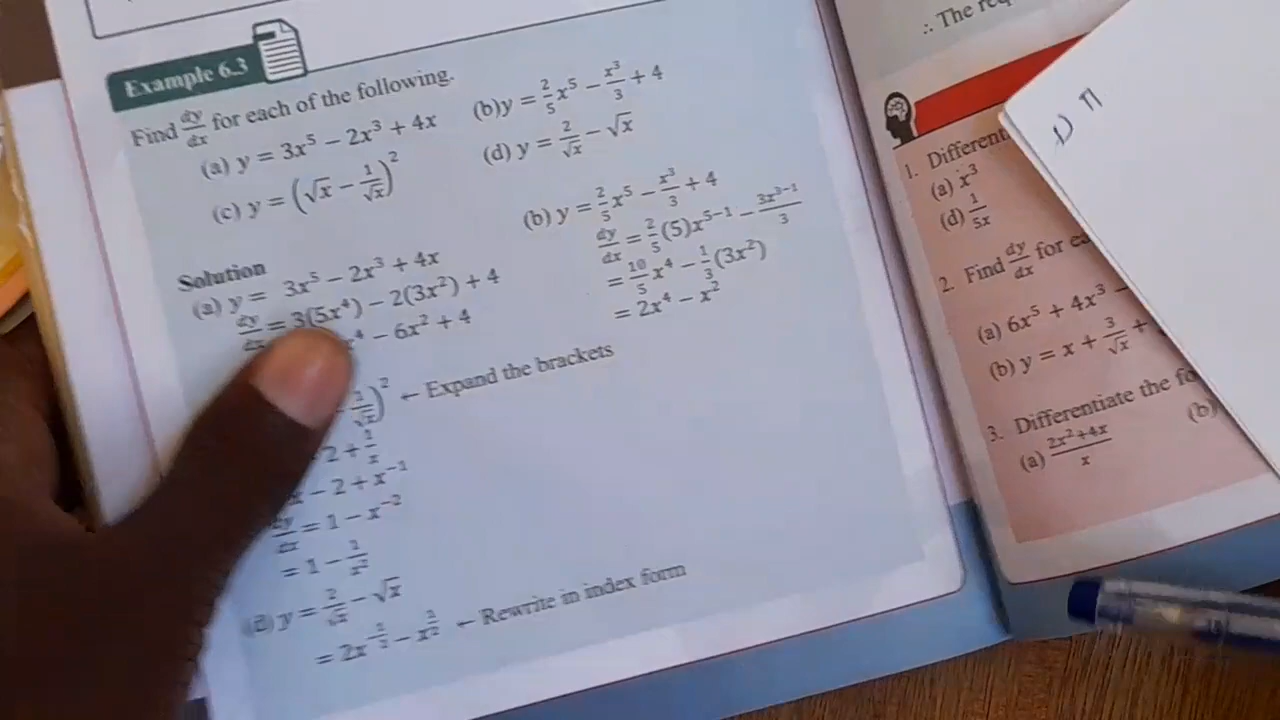 Example 6.3
Find dy/dx for each of the following.
(a) y = 3x⁵ − 2x³ + 4x
(b)y = 2/5 x⁵ − x³/3 + 4
(c) y = (√x − 1/√x)²
(d) y = 2/√x − √x
Solution
(a) y = 3x⁵ − 2x³ + 4x
dy/dx = 3(5x⁴) − 2(3x²) + 4
x⁴ − 6x² + 4
(b) y = 2/5 x⁵ − x³/3 + 4
dy/dx = 2/5 (5)x⁵⁻¹ − 3x³⁻¹/3
= 10/5 x⁴ − 1/3 (3x²)
= 2x⁴ − x²
1/√x)² ← Expand the brackets
2 + 1/x
x − 2 + x⁻¹
dy/dx = 1 − x⁻²
= 1 − 1/x²
(d) y = 2/√x − √x
= 2x ← Rewrite in index form
∴ The
1. Different
(a) x³
(d) 1/5x
2. Find dy/dx for
(a) 6x⁵ + 4x³ −
(b) y = x + 3/√x +
3. Differentiate the
(a) 2x²+4x/x
(b)